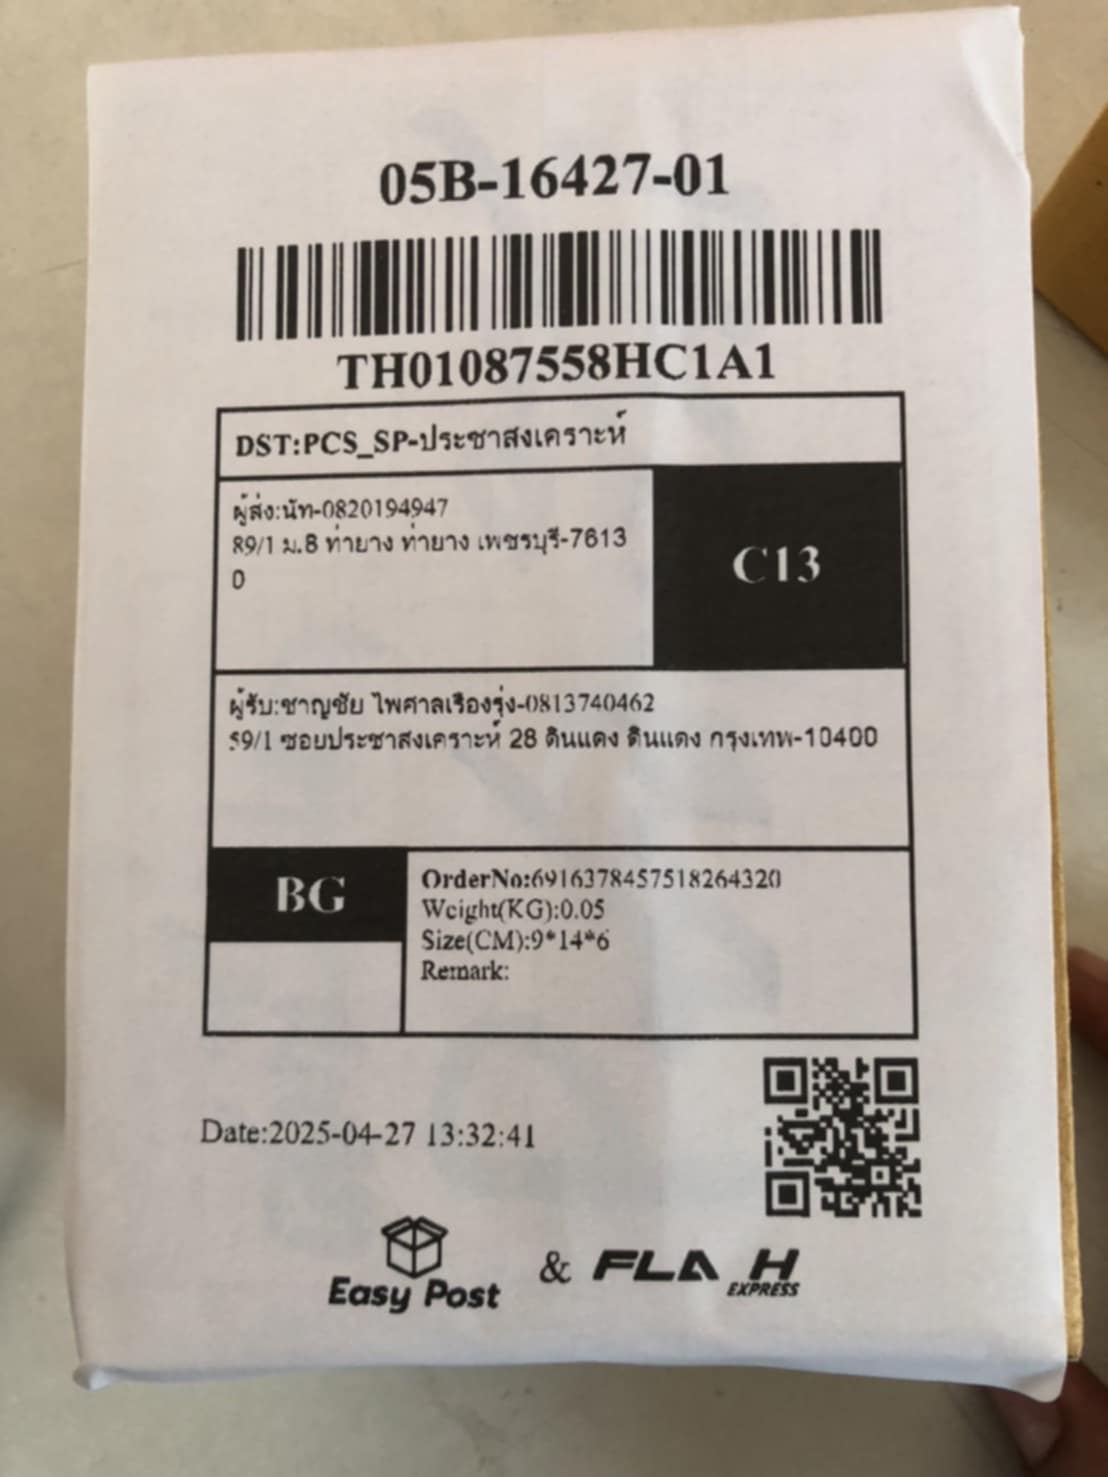 05B-16427-01
TH01087558HC1A1
DST:PCS_SP-ประชาสงเคราะห์
ผู้ส่ง:นัท-0820194947
89/1 ม.8 ท่ายาง ท่ายาง เพชรบุรี-7613
0
C13
ผู้รับ:ชาญชัย ไพศาลเรืองรุ่ง-0813740462
59/1 ซอยประชาสงเคราะห์ 28 ดินแดง ดินแดง กรุงเทพ-10400
BG
OrderNo:6916378457518264320
Weight(KG):0.05
Size(CM):9*14*6
Remark:
Date:2025-04-27 13:32:41
Easy Post & FLA H EXPRESS